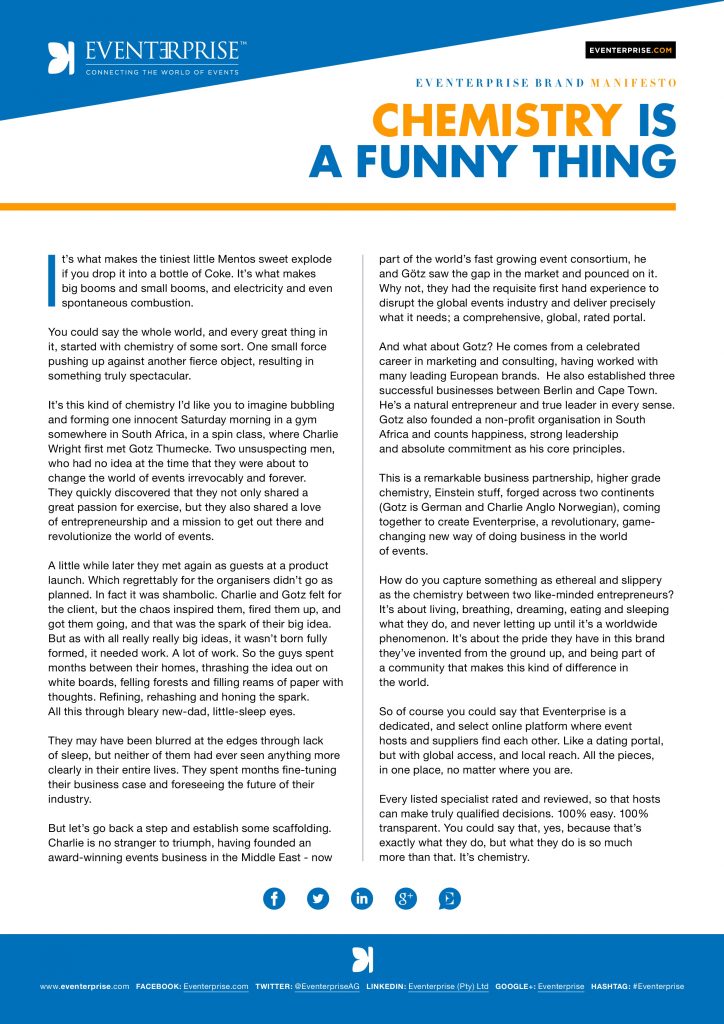 EVENTERPRISE™
CONNECTING THE WORLD OF EVENTS
EVENTERPRISE.COM
EVENTERPRISE BRAND MANIFESTO
CHEMISTRY IS
A FUNNY THING
It's what makes the tiniest little Mentos sweet explode
if you drop it into a bottle of Coke. It's what makes
big booms and small booms, and electricity and even
spontaneous combustion.
You could say the whole world, and every great thing in
it, started with chemistry of some sort. One small force
pushing up against another fierce object, resulting in
something truly spectacular.
It's this kind of chemistry I'd like you to imagine bubbling
and forming one innocent Saturday morning in a gym
somewhere in South Africa, in a spin class, where Charlie
Wright first met Gotz Thumecke. Two unsuspecting men,
who had no idea at the time that they were about to
change the world of events irrevocably and forever.
They quickly discovered that they not only shared a
great passion for exercise, but they also shared a love
of entrepreneurship and a mission to get out there and
revolutionize the world of events.
A little while later they met again as guests at a product
launch. Which regrettably for the organisers didn't go as
planned. In fact it was shambolic. Charlie and Gotz felt for
the client, but the chaos inspired them, fired them up, and
got them going, and that was the spark of their big idea.
But as with all really really big ideas, it wasn't born fully
formed, it needed work. A lot of work. So the guys spent
months between their homes, thrashing the idea out on
white boards, felling forests and filling reams of paper with
thoughts. Refining, rehashing and honing the spark.
All this through bleary new-dad, little-sleep eyes.
They may have been blurred at the edges through lack
of sleep, but neither of them had ever seen anything more
clearly in their entire lives. They spent months fine-tuning
their business case and foreseeing the future of their
industry.
But let's go back a step and establish some scaffolding.
Charlie is no stranger to triumph, having founded an
award-winning events business in the Middle East - now
part of the world's fast growing event consortium, he
and Götz saw the gap in the market and pounced on it.
Why not, they had the requisite first hand experience to
disrupt the global events industry and deliver precisely
what it needs; a comprehensive, global, rated portal.
And what about Gotz? He comes from a celebrated
career in marketing and consulting, having worked with
many leading European brands.  He also established three
successful businesses between Berlin and Cape Town.
He's a natural entrepreneur and true leader in every sense.
Gotz also founded a non-profit organisation in South
Africa and counts happiness, strong leadership
and absolute commitment as his core principles.
This is a remarkable business partnership, higher grade
chemistry, Einstein stuff, forged across two continents
(Gotz is German and Charlie Anglo Norwegian), coming
together to create Eventerprise, a revolutionary, game-
changing new way of doing business in the world
of events.
How do you capture something as ethereal and slippery
as the chemistry between two like-minded entrepreneurs?
It's about living, breathing, dreaming, eating and sleeping
what they do, and never letting up until it's a worldwide
phenomenon. It's about the pride they have in this brand
they've invented from the ground up, and being part of
a community that makes this kind of difference in
the world.
So of course you could say that Eventerprise is a
dedicated, and select online platform where event
hosts and suppliers find each other. Like a dating portal,
but with global access, and local reach. All the pieces,
in one place, no matter where you are.
Every listed specialist rated and reviewed, so that hosts
can make truly qualified decisions. 100% easy. 100%
transparent. You could say that, yes, because that's
exactly what they do, but what they do is so much
more than that. It's chemistry.
f in g+ E
www.eventerprise.com FACEBOOK: Eventerprise.com TWITTER: @EventerpriseAG LINKEDIN: Eventerprise (Pty) Ltd GOOGLE+: Eventerprise HASHTAG: #Eventerprise